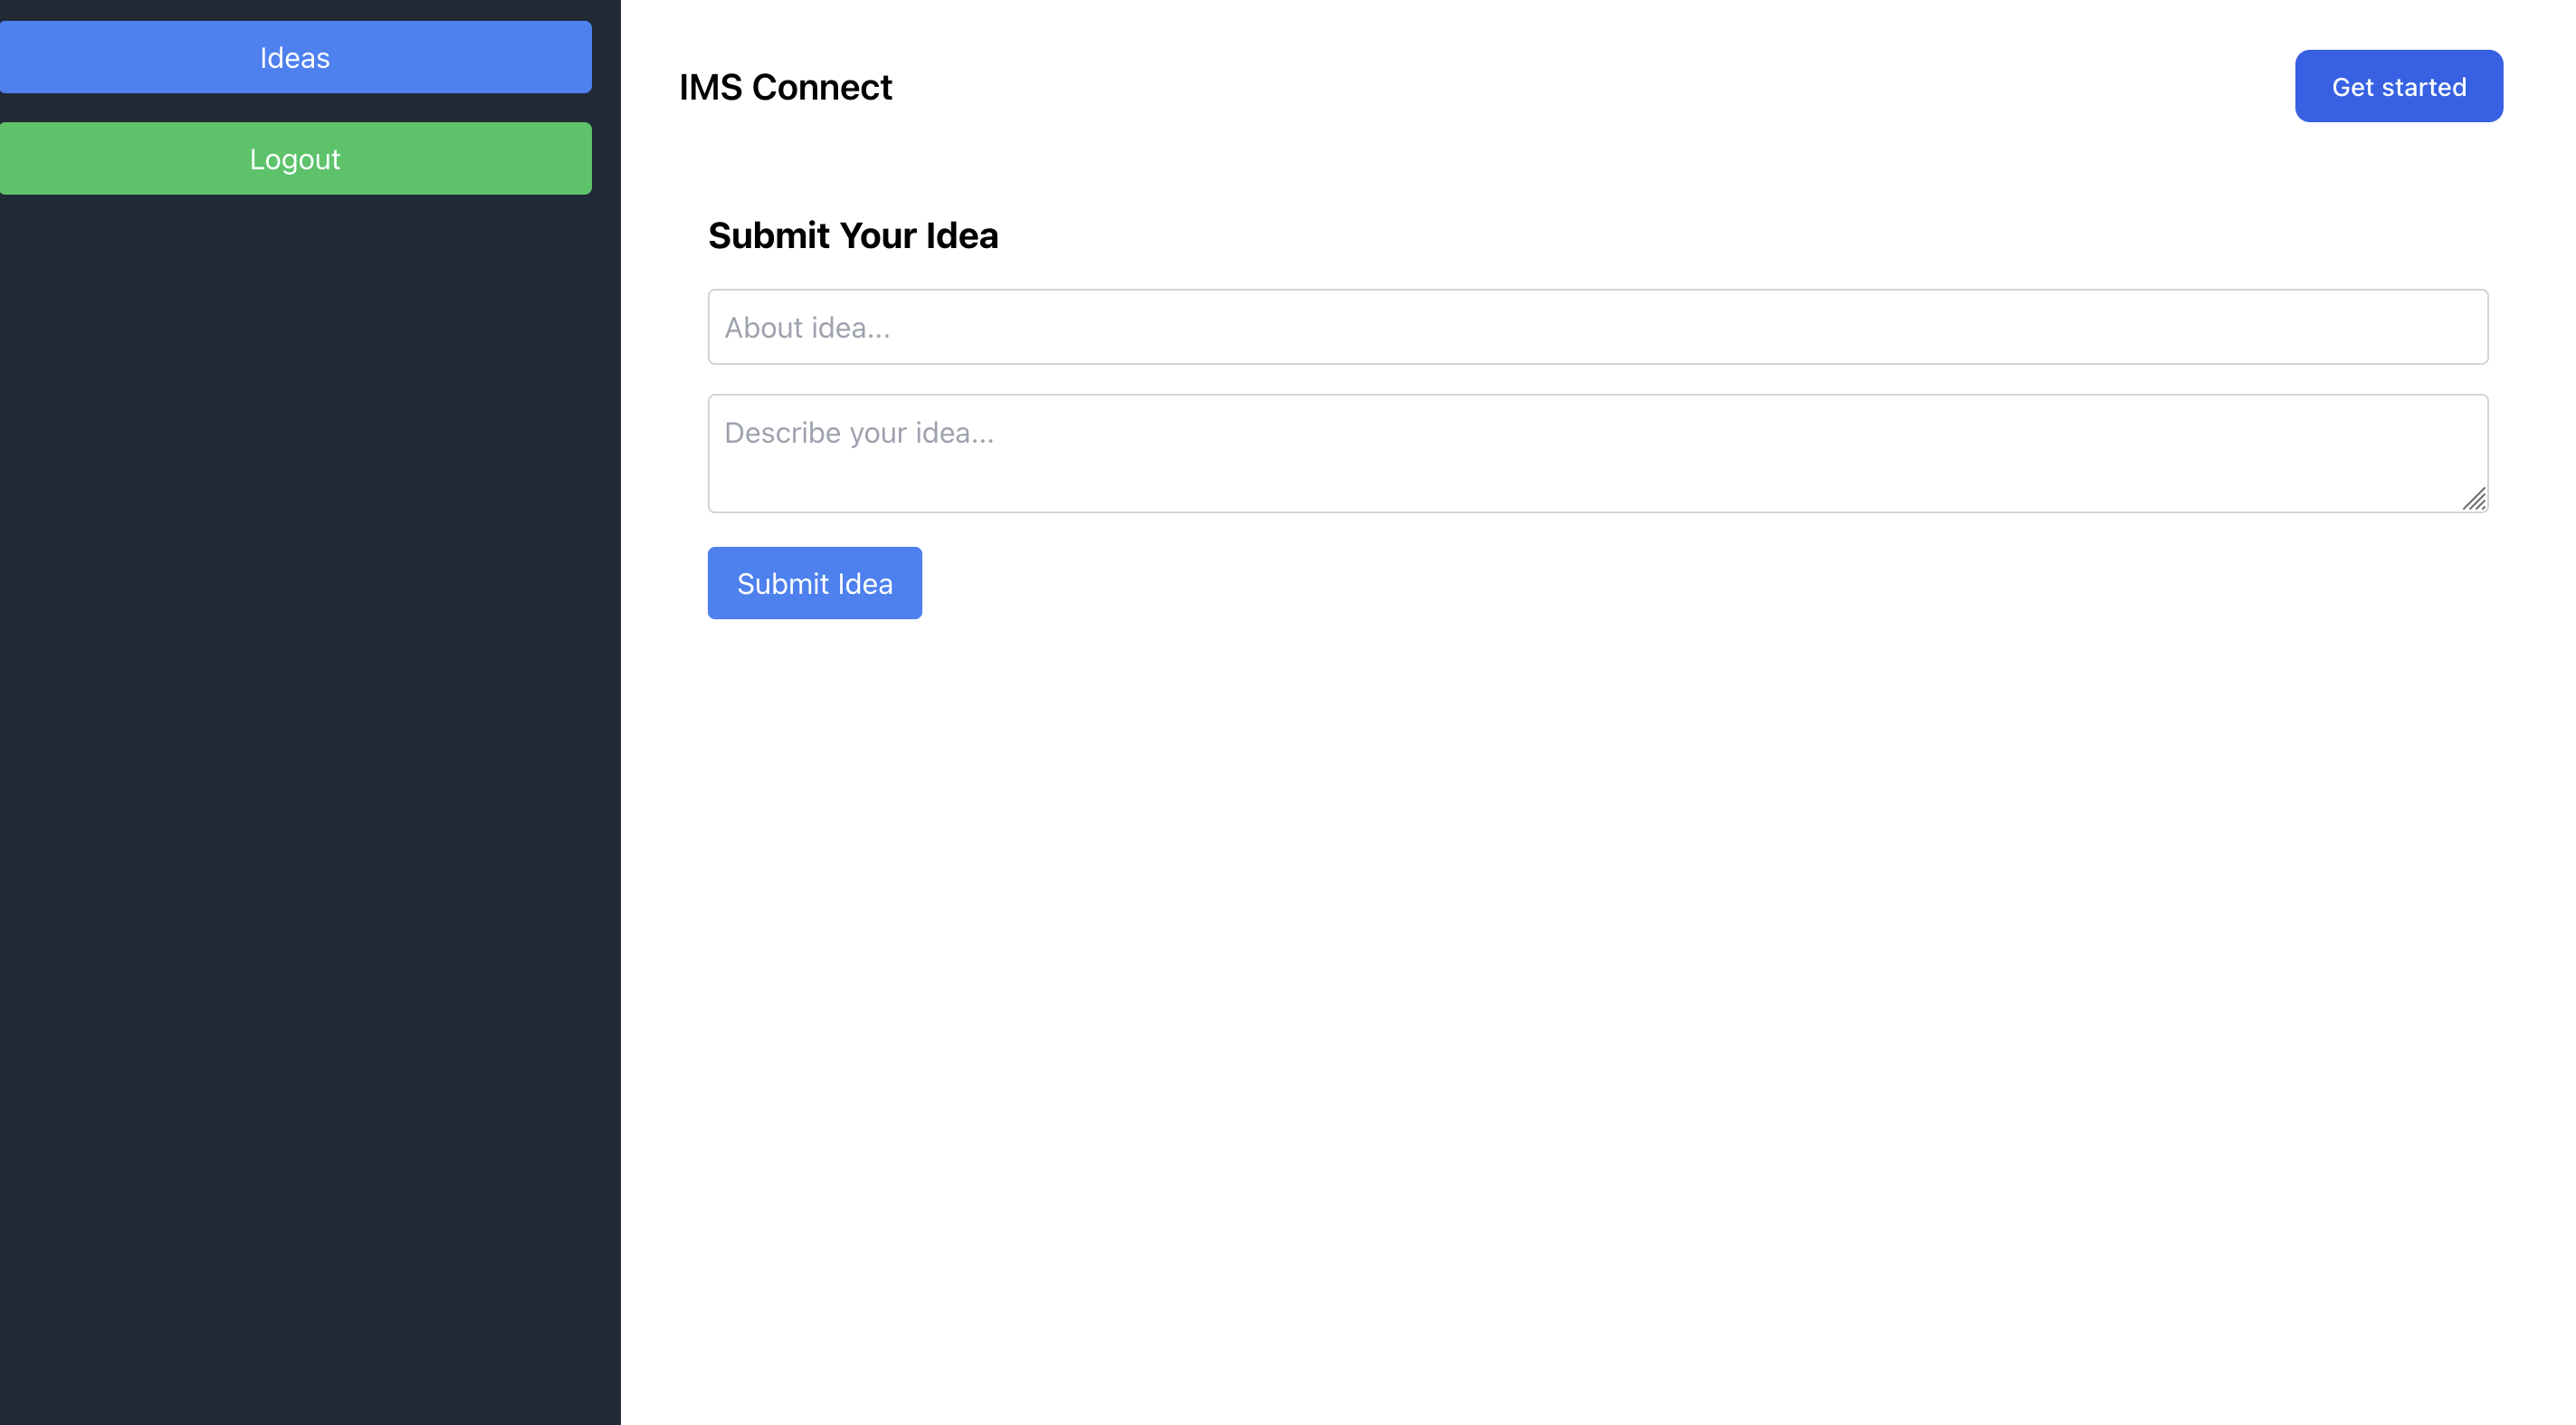 Ideas
Logout
IMS Connect
Get started
Submit Your Idea
About idea...
Describe your idea...
Submit Idea